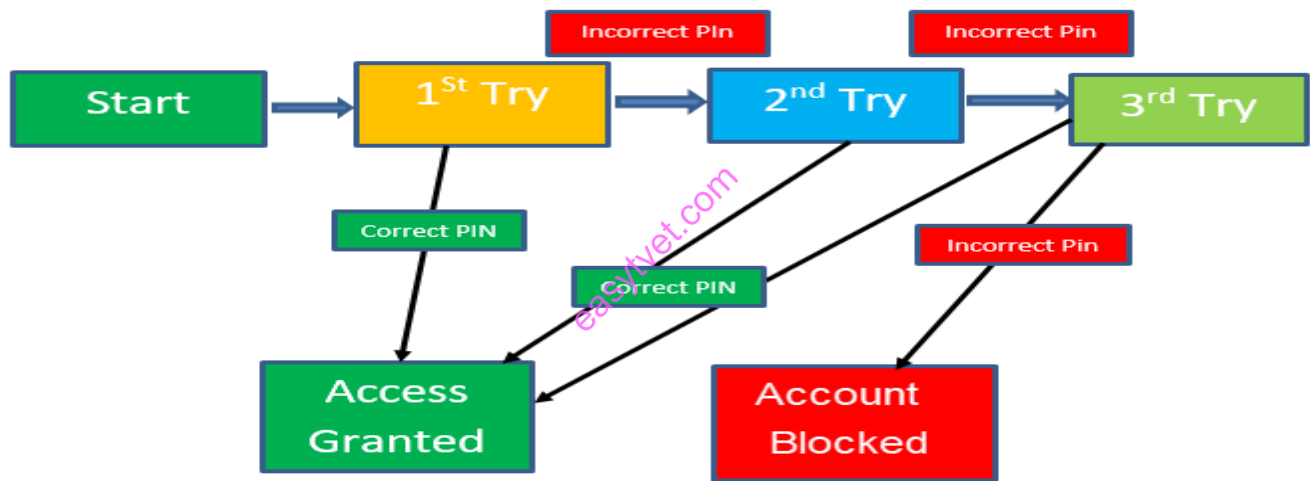 Incorrect PIn
Incorrect Pin
Start
1St Try
2nd Try
3rd Try
Correct PIN
Incorrect Pin
Correct PIN
easytvet.com
Access
Granted
Account
Blocked